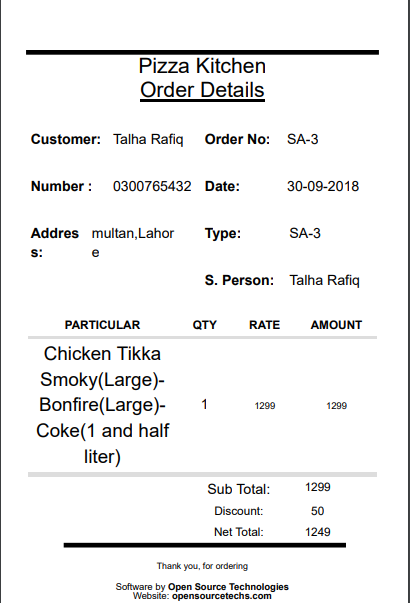 Pizza Kitchen
Order Details
Customer: Talha Rafiq Order No: SA-3
Number : 0300765432 Date: 30-09-2018
Addres multan,Lahor Type: SA-3
s: e
S. Person: Talha Rafiq
PARTICULAR QTY RATE AMOUNT
Chicken Tikka
Smoky(Large)-
Bonfire(Large)- 1 1299 1299
Coke(1 and half
liter)
Sub Total: 1299
Discount: 50
Net Total: 1249
Thank you, for ordering
Software by Open Source Technologies
Website: opensourcetechs.com